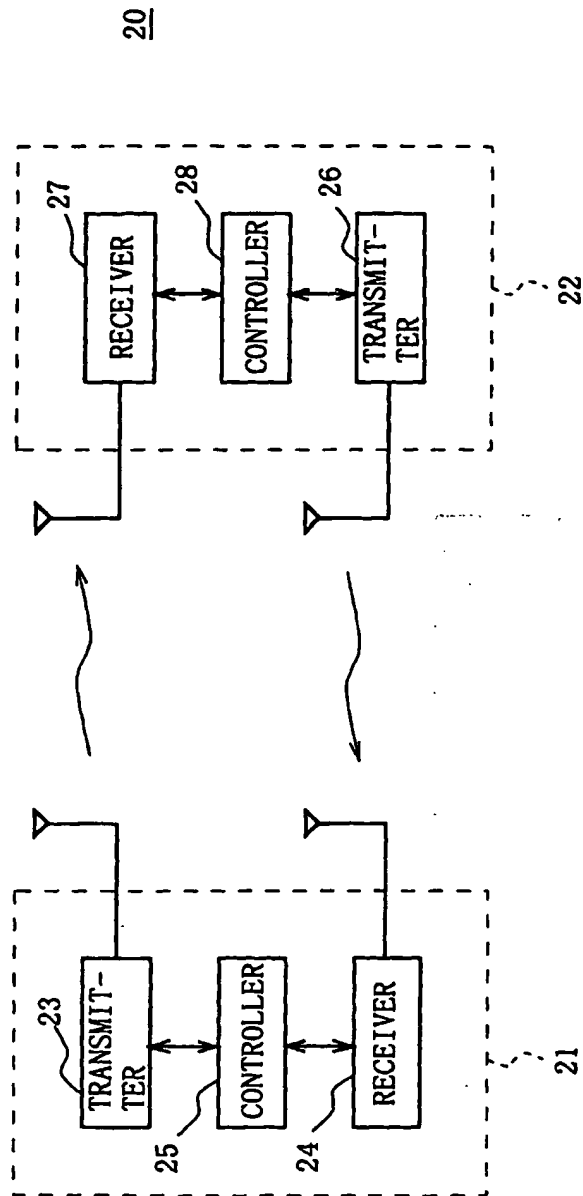 20
23
TRANSMIT-
TER
25
CONTROLLER
24
RECEIVER
21
27
RECEIVER
28
CONTROLLER
26
TRANSMIT-
TER
22